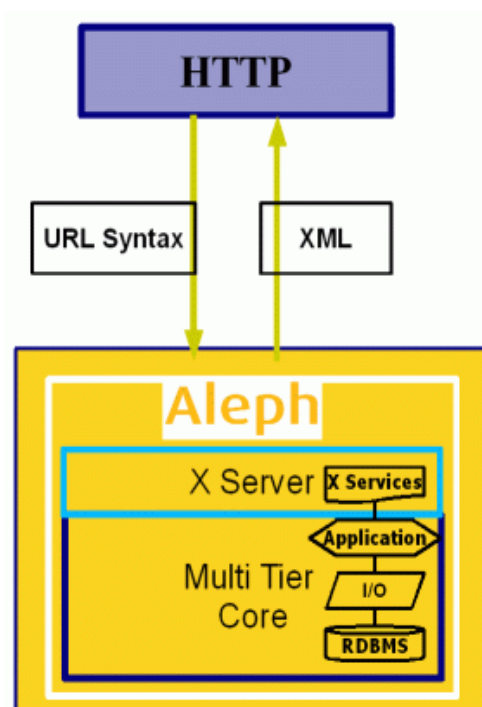 HTTP
URL Syntax
XML
Aleph
X Server
X Services
Application
Multi Tier
Core
I/O
RDBMS